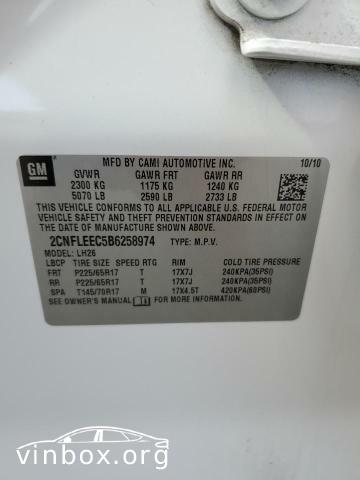 GM
MFD BY CAMI AUTOMOTIVE INC. 10/10
GVWR GAWR FRT GAWR RR
2300 KG 1175 KG 1240 KG
5070 LB 2590 LB 2733 LB
THIS VEHICLE CONFORMS TO ALL APPLICABLE U.S. FEDERAL MOTOR
VEHICLE SAFETY AND THEFT PREVENTION STANDARDS IN EFFECT ON
THE DATE OF MANUFACTURE SHOWN ABOVE.
2CNFLEEC5B6258974 TYPE: M.P.V.
MODEL: LH26
LBCP TIRE SIZE SPEED RTG RIM COLD TIRE PRESSURE
FRT P225/65R17 T 17X7J 240KPA(35PSI)
RR P225/65R17 T 17X7J 240KPA(35PSI)
SPA T145/70R17 M 17X4.5T 420KPA(60PSI)
SEE OWNER'S MANUAL FOR MORE INFORMATION.
vinbox.org